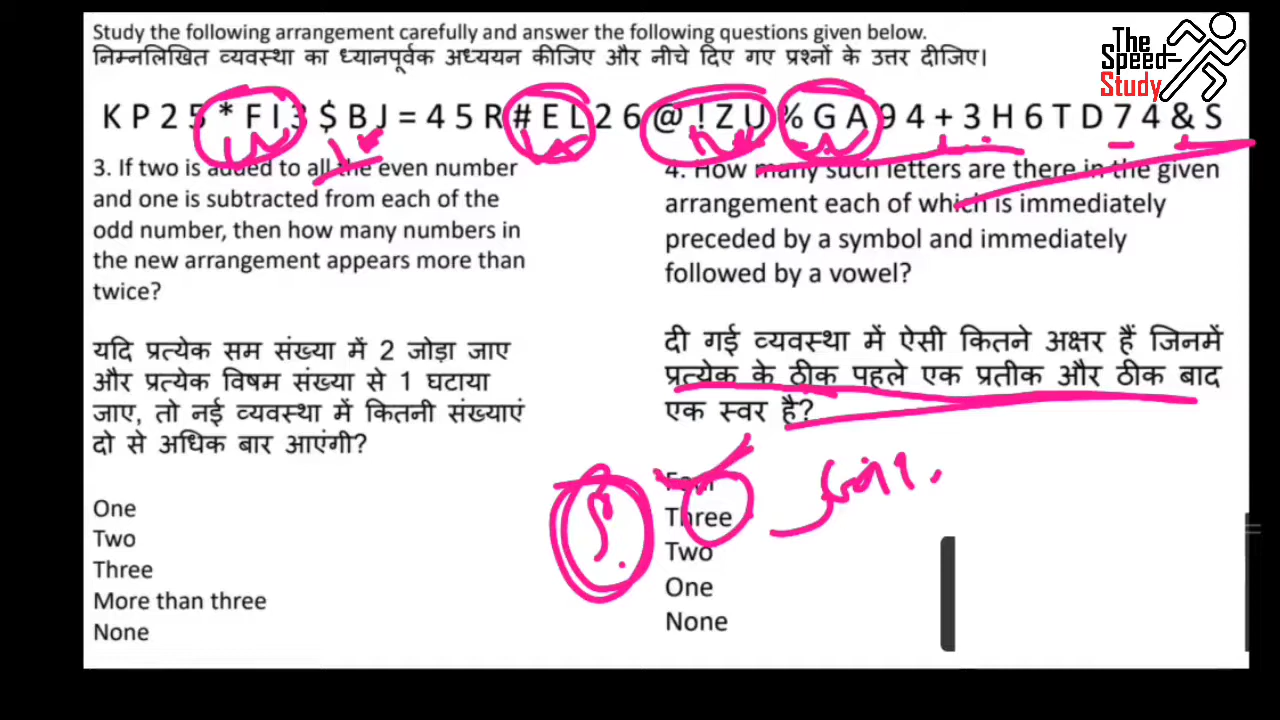 Study the following arrangement carefully and answer the following questions given below.
निम्नलिखित व्यवस्था का ध्यानपूर्वक अध्ययन कीजिए और नीचे दिए गए प्रश्नों के उत्तर दीजिए।
The
Speed
Study
K P 2 5 * F I 3 $ B J = 4 5 R # E L 2 6 @ ! Z U % G A 9 4 + 3 H 6 T D 7 4 & S
3. If two is added to all the even number
and one is subtracted from each of the
odd number, then how many numbers in
the new arrangement appears more than
twice?
यदि प्रत्येक सम संख्या में 2 जोड़ा जाए
और प्रत्येक विषम संख्या से 1 घटाया
जाए, तो नई व्यवस्था में कितनी संख्याएं
दो से अधिक बार आएंगी?
One
Two
Three
More than three
None
4. How many such letters are there in the given
arrangement each of which is immediately
preceded by a symbol and immediately
followed by a vowel?
दी गई व्यवस्था में ऐसी कितने अक्षर हैं जिनमें
प्रत्येक के ठीक पहले एक प्रतीक और ठीक बाद
एक स्वर है?
Four
Three
Two
One
None